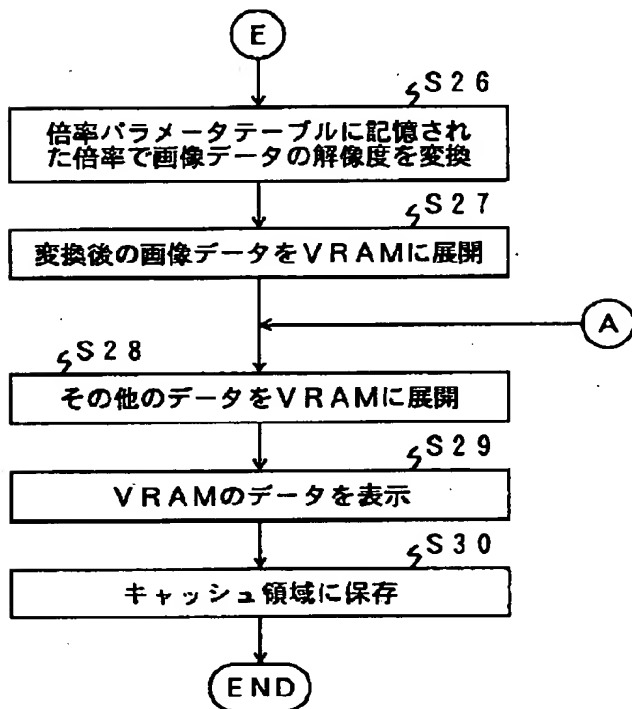 E
S26
倍率パラメータテーブルに記憶され
た倍率で画像データの解像度を変換
S27
変換後の画像データをVRAMに展開
A
S28
その他のデータをVRAMに展開
S29
VRAMのデータを表示
S30
キャッシュ領域に保存
END